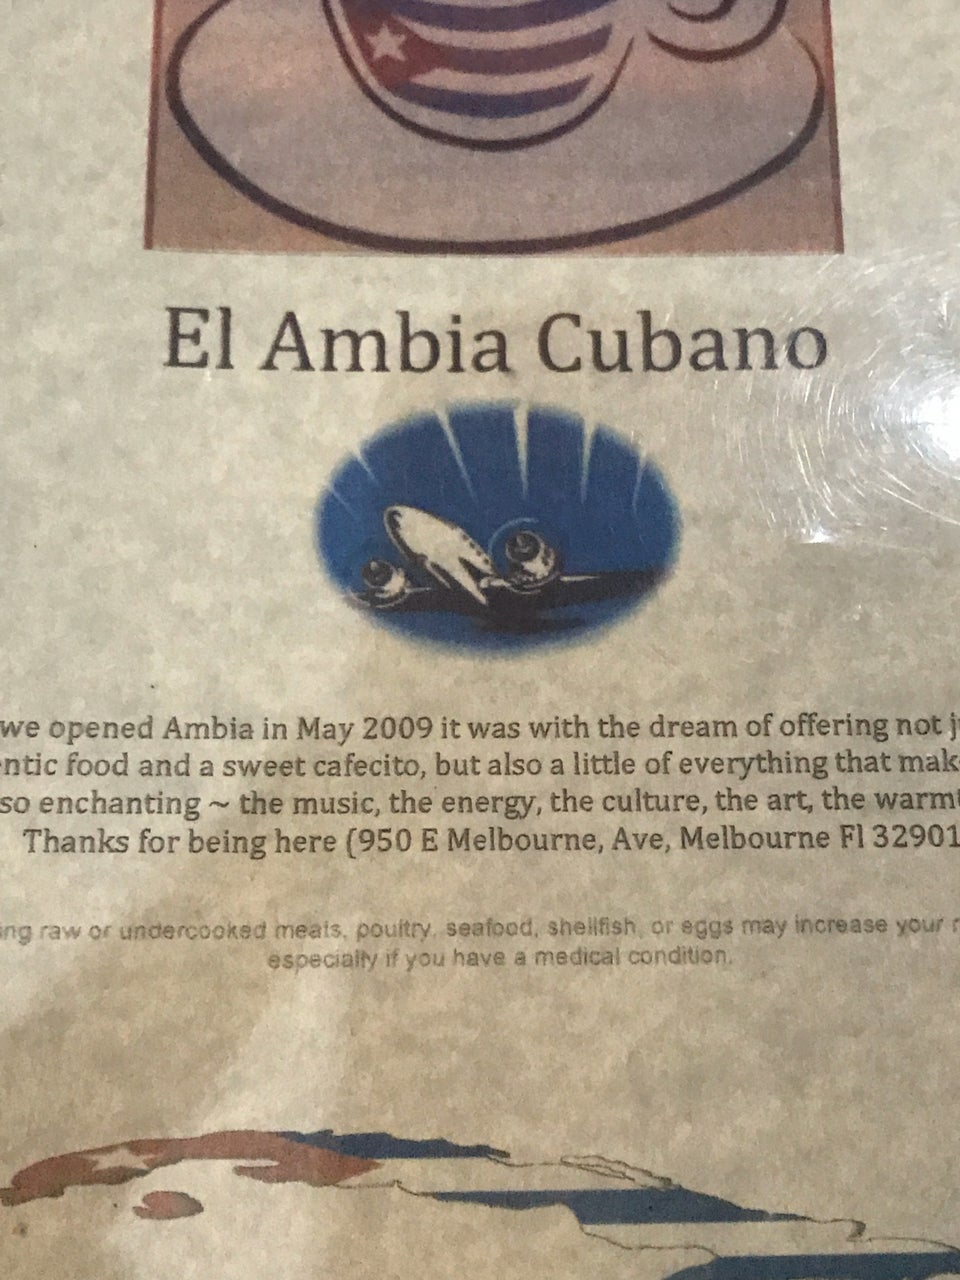 El Ambia Cubano
we opened Ambia in May 2009 it was with the dream of offering not j
ntic food and a sweet cafecito, but also a little of everything that mak
so enchanting ~ the music, the energy, the culture, the art, the warmt
Thanks for being here (950 E Melbourne, Ave, Melbourne Fl 32901
ng raw or undercooked meats, poultry, seafood, shellfish, or eggs may increase your r
especially if you have a medical condition.